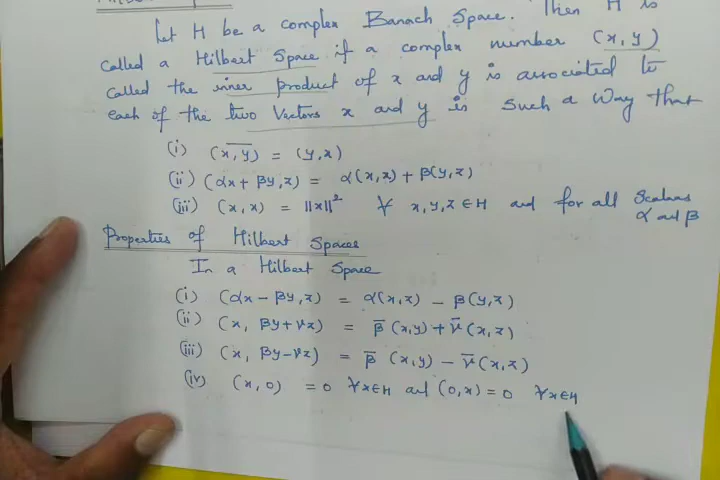 Let H be a complex Banach Space. Then H is
called a Hilbert Space if a complex number (x, y)
called the inner product of x and y is associated to
each of the two Vectors x and y in such a way that
(i) (\overline{x, y}) = (y, x)
(ii) (αx + βy, z) = α(x, z) + β(y, z)
(iii) (x, x) = ||x||² ∀ x, y, z ∈ H and for all Scalars α and β
Properties of Hilbert Spaces
In a Hilbert Space
(i) (αx − βy, z) = α(x, z) − β(y, z)
(ii) (x, βy + νz) = β̄ (x, y) + ν̄ (x, z)
(iii) (x, βy − νz) = β̄ (x, y) − ν̄ (x, z)
(iv) (x, 0) = 0 ∀ x ∈ H and (0, x) = 0 ∀ x ∈ H